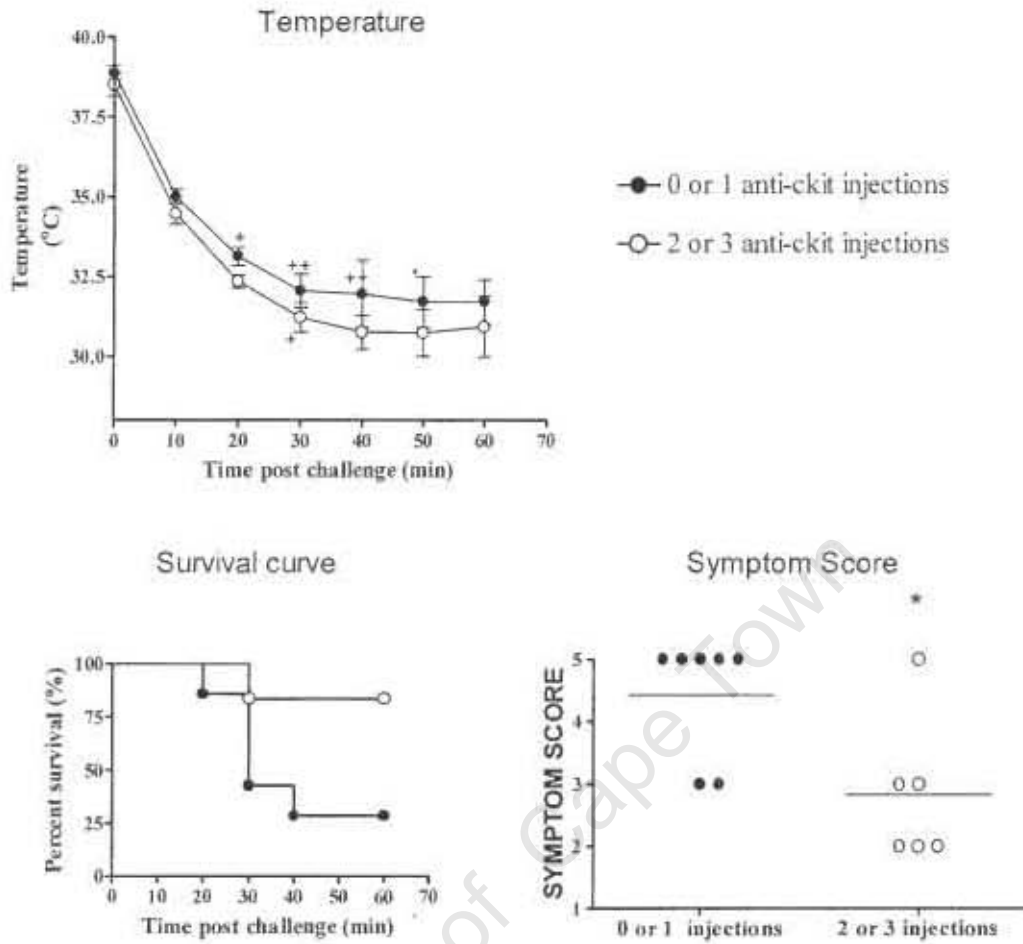 Temperature
40.0
37.5
35.0
32.5
30.0
Temperature
(°C)
0 10 20 30 40 50 60 70
Time post challenge (min)
+
++
++
+
0 or 1 anti-ckit injections
2 or 3 anti-ckit injections
Survival curve
100
75
50
25
0
Percent survival (%)
0 10 20 30 40 50 60 70
Time post challenge (min)
Symptom Score
*
5
4
3
2
1
SYMPTOM SCORE
0 or 1 injections
2 or 3 injections
of Cape Town